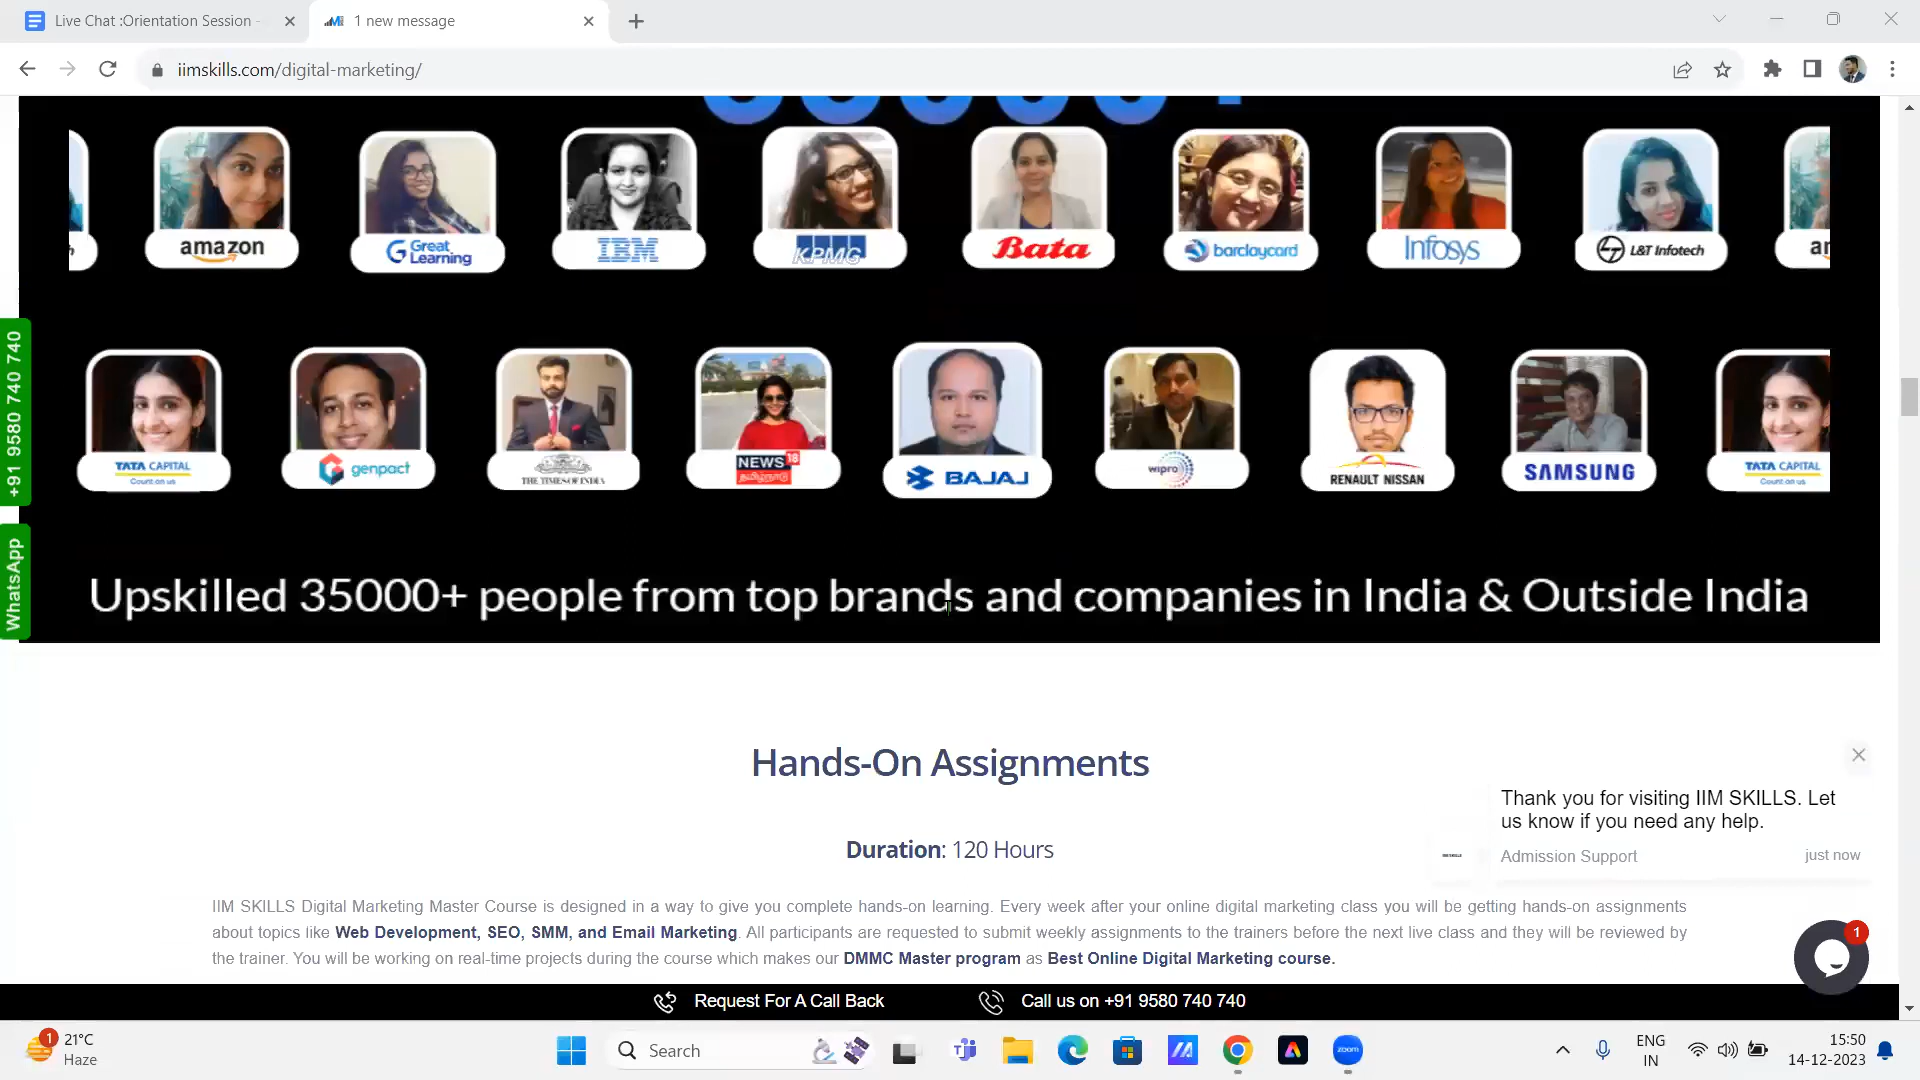 Live Chat :Orientation Session -
1 new message
iimskills.com/digital-marketing/
amazon
Great Learning
IBM
KPMG
Bata
barclaycard
Infosys
L&T Infotech
TATA CAPITAL
Count on us
genpact
THE TIMES OF INDIA
NEWS 18
BAJAJ
wipro
RENAULT NISSAN
SAMSUNG
TATA CAPITAL
Count on us
+91 9580 740 740
WhatsApp
Upskilled 35000+ people from top brands and companies in India & Outside India
Hands-On Assignments
Duration: 120 Hours
IIM SKILLS Digital Marketing Master Course is designed in a way to give you complete hands-on learning. Every week after your online digital marketing class you will be getting hands-on assignments
about topics like Web Development, SEO, SMM, and Email Marketing. All participants are requested to submit weekly assignments to the trainers before the next live class and they will be reviewed by
the trainer. You will be working on real-time projects during the course which makes our DMMC Master program as Best Online Digital Marketing course.
Thank you for visiting IIM SKILLS. Let
us know if you need any help.
Admission Support just now
1
Request For A Call Back
Call us on +91 9580 740 740
1
21°C
Haze
Search
zoom
ENG
IN
15:50
14-12-2023